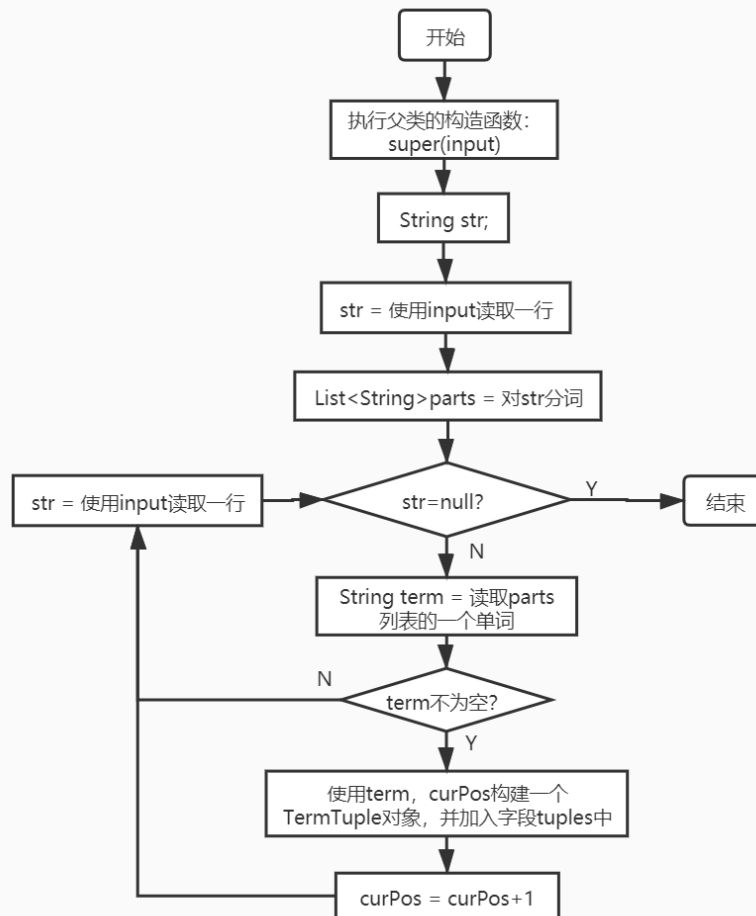 开始
执行父类的构造函数:
super(input)
String str;
str = 使用input读取一行
List<String>parts = 对str分词
str = 使用input读取一行
str=null?
Y
结束
N
String term = 读取parts
列表的一个单词
N
term不为空?
Y
使用term，curPos构建一个
TermTuple对象，并加入字段tuples中
curPos = curPos+1